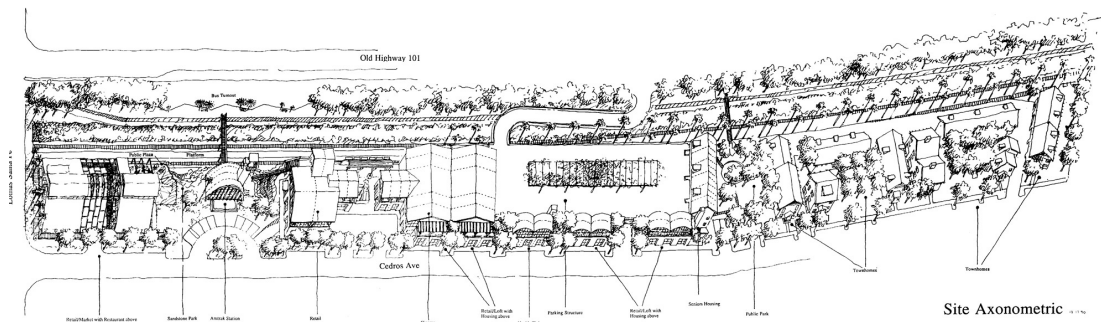 Old Highway 101
Bus Turnout
Public Plaza
Platform
Cedros Ave
Townhomes
Townhomes
Retail/Market with Restaurant above
Sandstone Park
Amtrak Station
Retail
Retail/Loft with
Housing above
Parking Structure
Retail/Loft with
Housing above
Senion Housing
Public Park
Site Axonometric